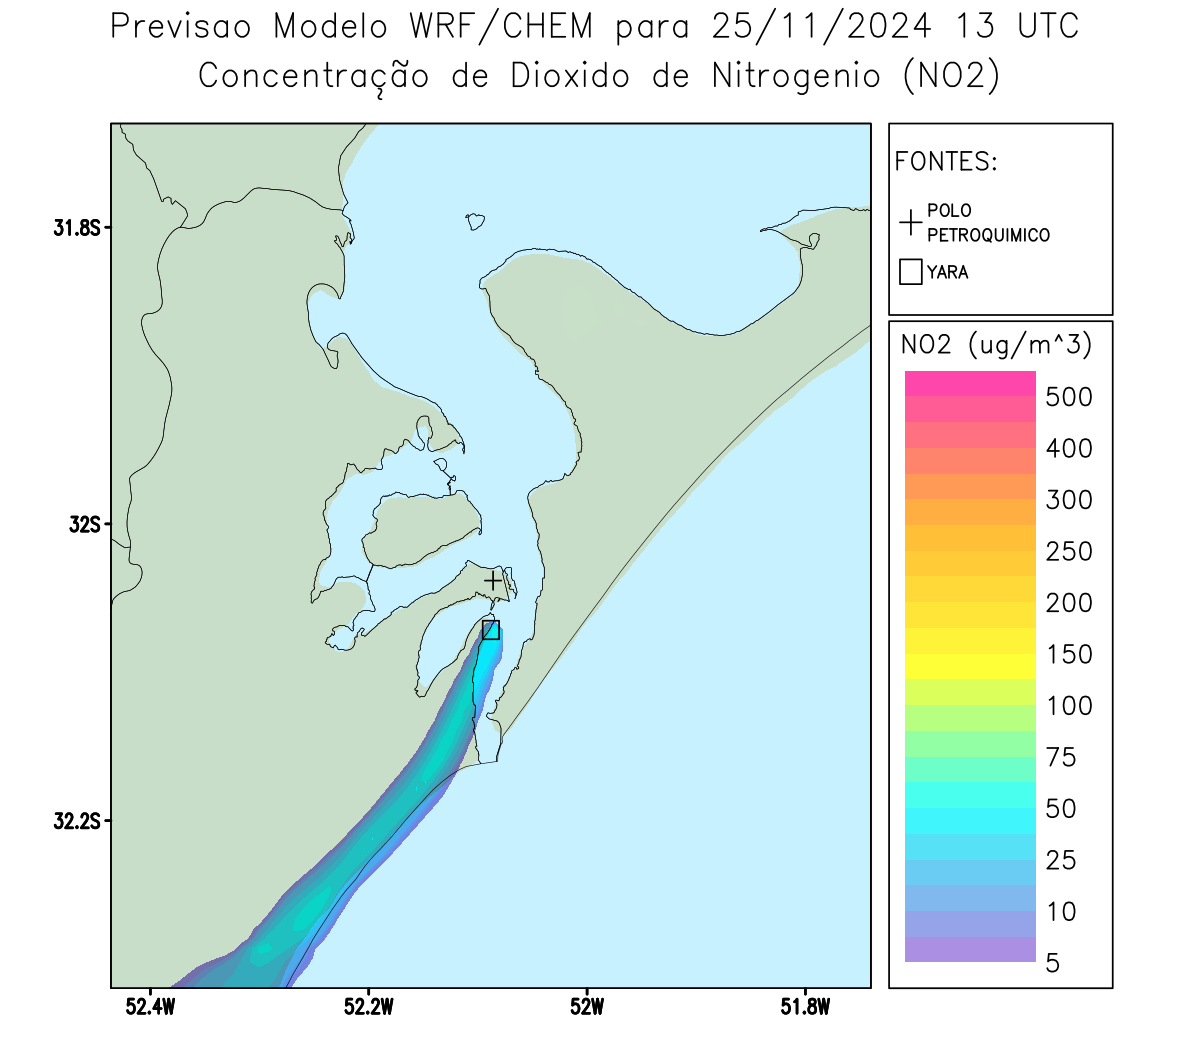 Previsao Modelo WRF/CHEM para 25/11/2024 13 UTC
Concentração de Dioxido de Nitrogenio (NO2)
FONTES:
POLO
PETROQUIMICO
YARA
NO2 (ug/m^3)
500
400
300
250
200
150
100
75
50
25
10
5
31.8S
32S
32.2S
52.4W
52.2W
52W
51.8W